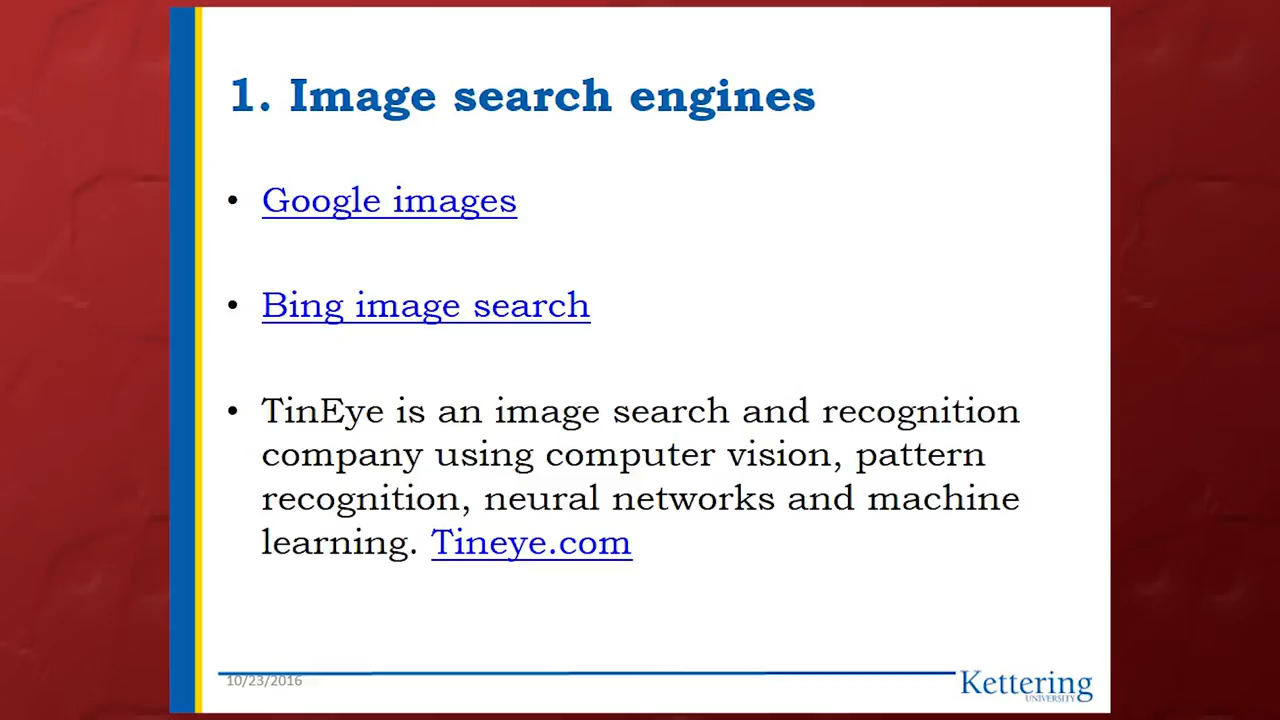 1. Image search engines
• Google images
• Bing image search
• TinEye is an image search and recognition
company using computer vision, pattern
recognition, neural networks and machine
learning. Tineye.com
10/23/2016
Kettering
UNIVERSITY